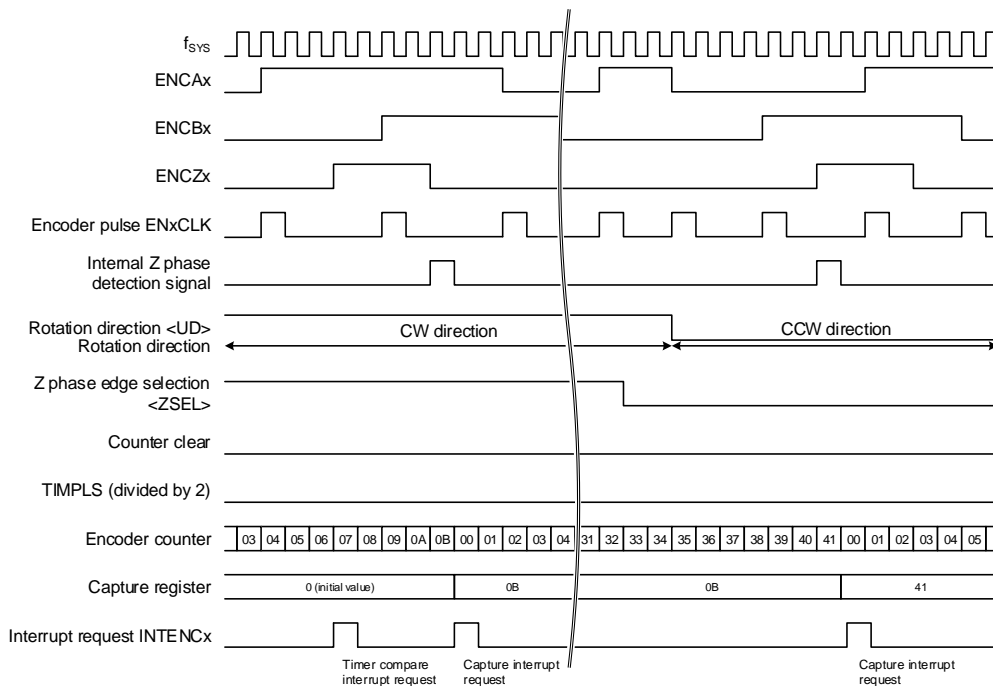 fSYS
ENCAx
ENCBx
ENCZx
Encoder pulse ENxCLK
Internal Z phase
detection signal
Rotation direction <UD>
Rotation direction
CW direction
CCW direction
Z phase edge selection
<ZSEL>
Counter clear
TIMPLS (divided by 2)
Encoder counter
03 04 05 06 07 08 09 0A 0B 00 01 02 03 04 31 32 33 34 35 36 37 38 39 40 41 00 01 02 03 04 05
Capture register
0 (initial value) 0B 0B 41
Interrupt request INTENCx
Timer compare
interrupt request
Capture interrupt
request
Capture interrupt
request